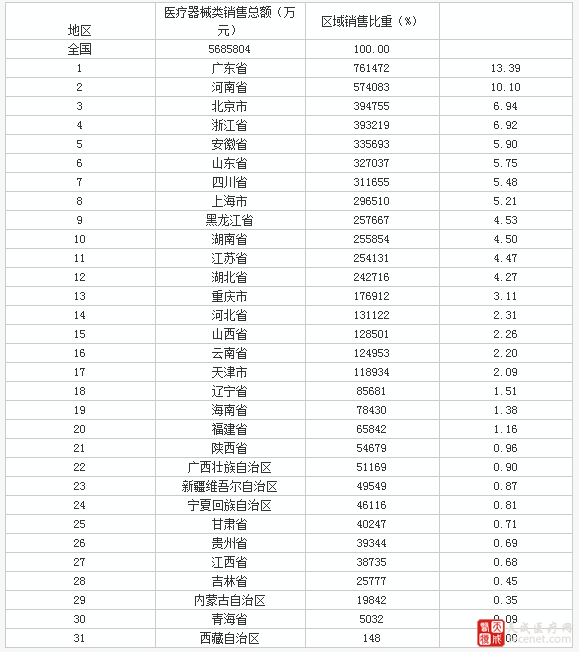 地区 医疗器械类销售总额（万元） 区域销售比重（%）
全国 5685804 100.00
1 广东省 761472 13.39
2 河南省 574083 10.10
3 北京市 394755 6.94
4 浙江省 393219 6.92
5 安徽省 335693 5.90
6 山东省 327037 5.75
7 四川省 311655 5.48
8 上海市 296510 5.21
9 黑龙江省 257667 4.53
10 湖南省 255854 4.50
11 江苏省 254131 4.47
12 湖北省 242716 4.27
13 重庆市 176912 3.11
14 河北省 131122 2.31
15 山西省 128501 2.26
16 云南省 124953 2.20
17 天津市 118934 2.09
18 辽宁省 85681 1.51
19 海南省 78430 1.38
20 福建省 65842 1.16
21 陕西省 54679 0.96
22 广西壮族自治区 51169 0.90
23 新疆维吾尔自治区 49549 0.87
24 宁夏回族自治区 46116 0.81
25 甘肃省 40247 0.71
26 贵州省 39344 0.69
27 江西省 38735 0.68
28 吉林省 25777 0.45
29 内蒙古自治区 19842 0.35
30 青海省 5032 0.09
31 西藏自治区 148